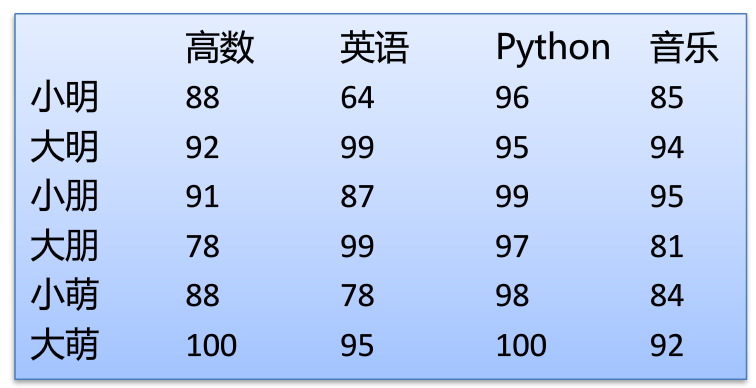 高数 英语 Python 音乐
小明 88 64 96 85
大明 92 99 95 94
小朋 91 87 99 95
大朋 78 99 97 81
小萌 88 78 98 84
大萌 100 95 100 92